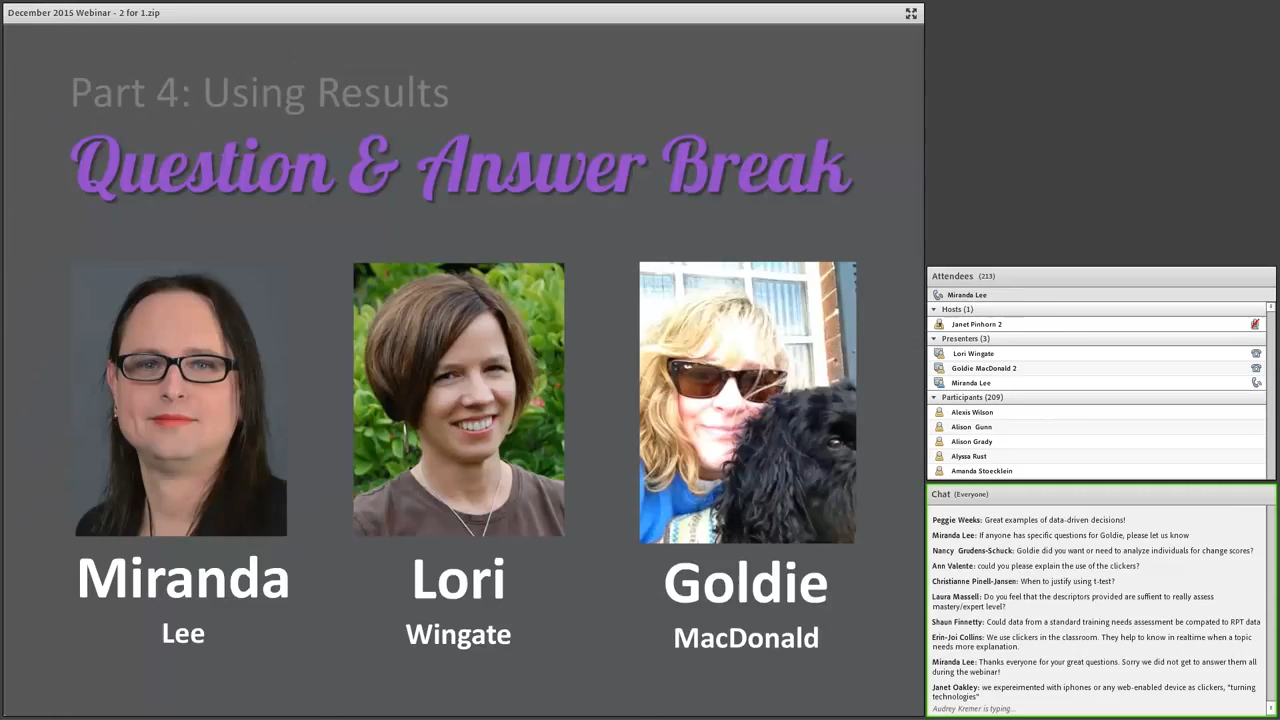 December 2015 Webinar - 2 for 1.zip
Part 4: Using Results
Question & Answer Break
Miranda
Lee
Lori
Wingate
Goldie
MacDonald
Attendees (213)
Miranda Lee
Hosts (1)
Janet Pinhorn 2
Presenters (3)
Lori Wingate
Goldie MacDonald 2
Miranda Lee
Participants (209)
Alexis Wilson
Alison Gunn
Alison Grady
Alyssa Rust
Amanda Stoecklein
Chat (Everyone)
Peggie Weeks: Great examples of data-driven decisions!
Miranda Lee: If anyone has specific questions for Goldie, please let us know
Nancy Grudens-Schuck: Goldie did you want or need to analyze individuals for change scores?
Ann Valente: could you please explain the use of the clickers?
Christianne Pinell-Jansen: When to justify using t-test?
Laura Massell: Do you feel that the descriptors provided are suffient to really assess
mastery/expert level?
Shaun Finnetty: Could data from a standard training needs assessment be compated to RPT data
Erin-Joi Collins: We use clickers in the classroom. They help to know in realtime when a topic
needs more explanation.
Miranda Lee: Thanks everyone for your great questions. Sorry we did not get to answer them all
during the webinar!
Janet Oakley: we expereimented with iphones or any web-enabled device as clickers, "turning
technologies"
Audrey Kremer is typing...